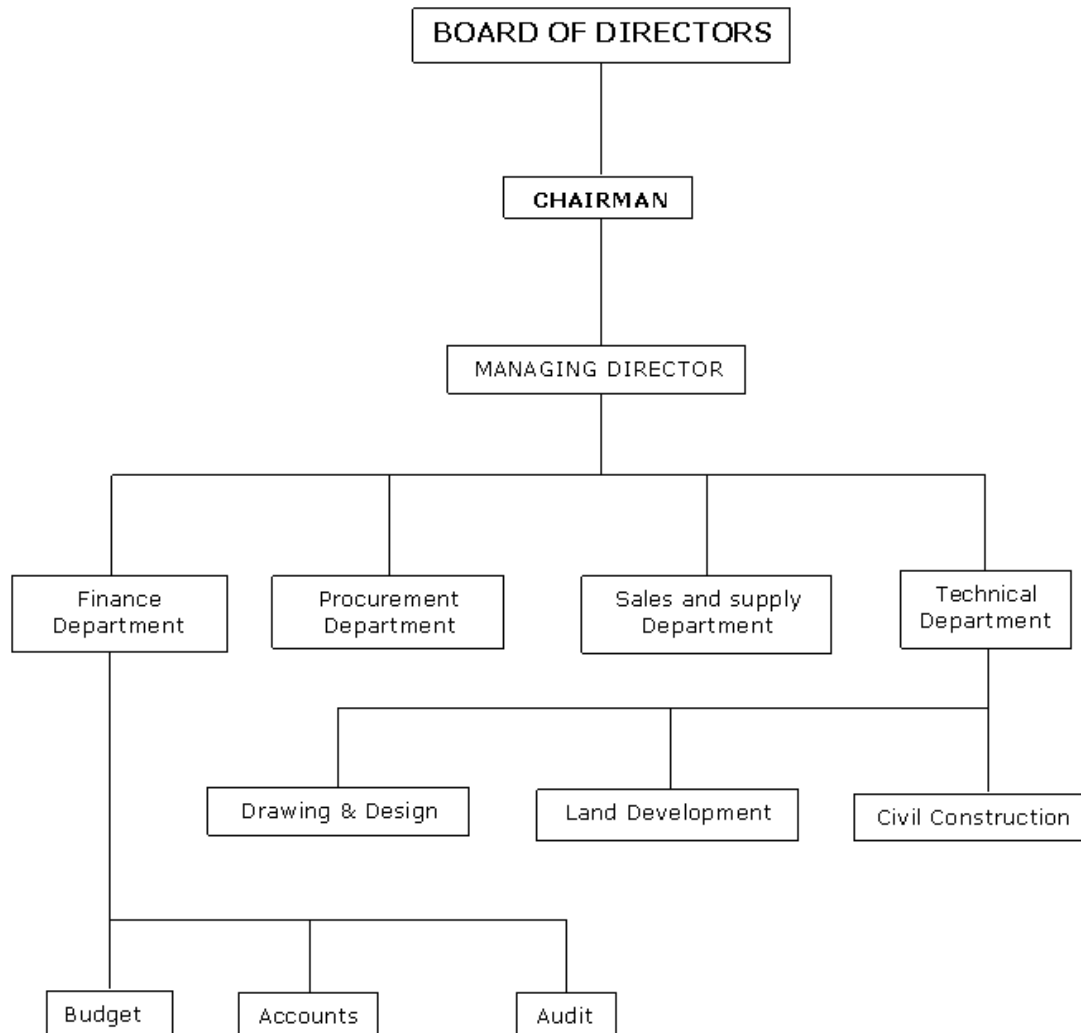 BOARD OF DIRECTORS
CHAIRMAN
MANAGING DIRECTOR
Finance
Department
Procurement
Department
Sales and supply
Department
Technical
Department
Drawing & Design
Land Development
Civil Construction
Budget
Accounts
Audit